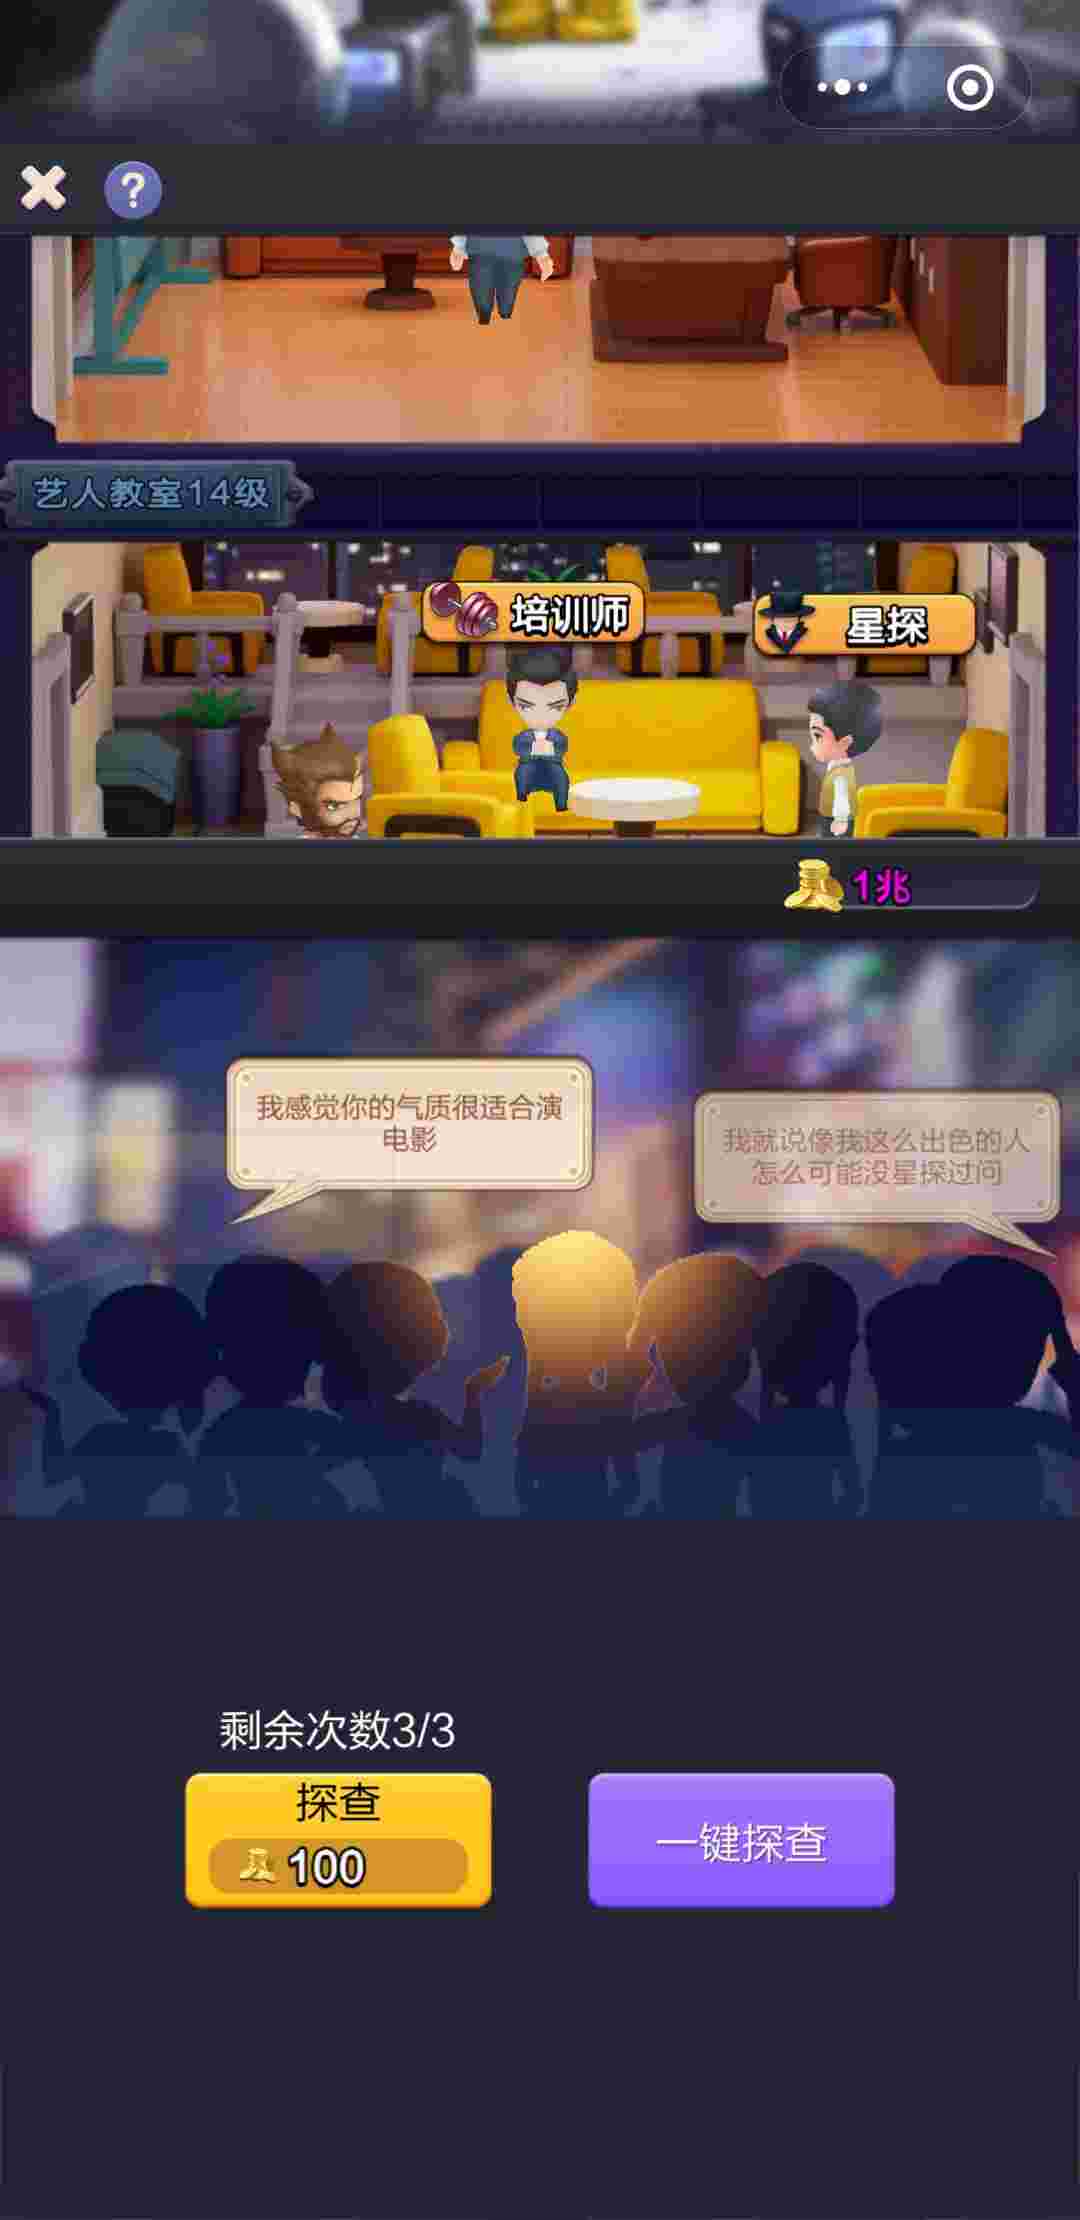 ?
艺人教室14级
培训师
星探
1兆
我感觉你的气质很适合演
电影
我就说像我这么出色的人
怎么可能没星探过问
剩余次数3/3
探查
100
一键探查